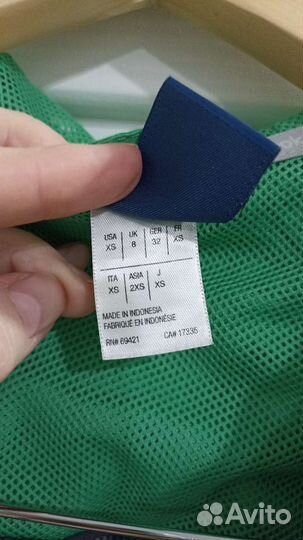 USA UK GER FR
XS 8 32 XS
ITA ASIA J
XS 2XS XS
MADE IN INDONESIA
FABRIQUÉ EN INDONÉSIE
RN# 69421 CA# 17335
Avito